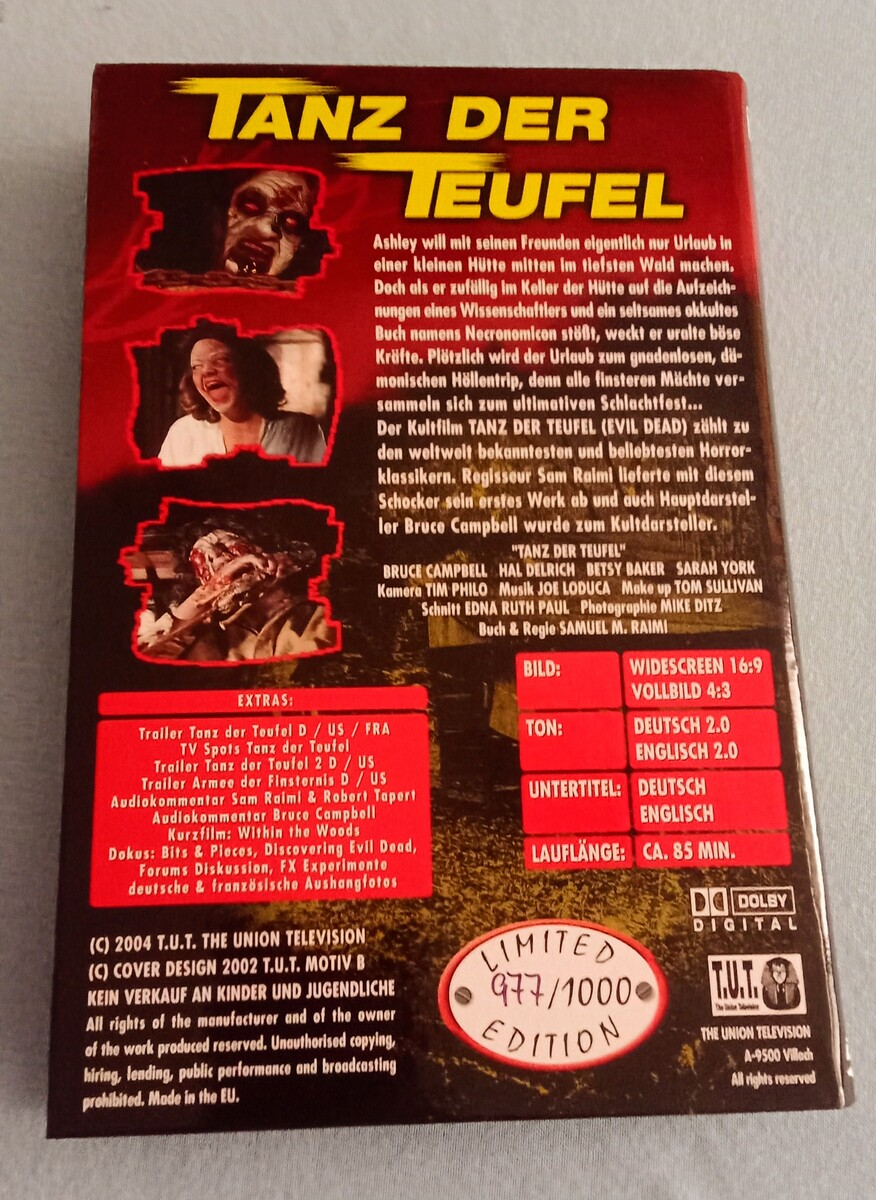 TANZ DER
TEUFEL
Ashley will mit seinen Freunden eigentlich nur Urlaub in
einer kleinen Hütte mitten im tiefsten Wald machen.
Doch als er zufällig im Keller der Hütte auf die Aufzeich-
nungen eines Wissenschaftlers und ein seltsames okkultes
Buch namens Necronomicon stößt, weckt er uralte böse
Kräfte. Plötzlich wird der Urlaub zum gnadenlosen, dä-
monischen Höllentrip, denn alle finsteren Mächte ver-
sammeln sich zum ultimativen Schlachtfest...
Der Kultfilm TANZ DER TEUFEL (EVIL DEAD) zählt zu
den weltweit bekanntesten und beliebtesten Horror-
klassikern. Regisseur Sam Raimi lieferte mit diesem
Schocker sein erstes Werk ab und auch Hauptdarstel-
ler Bruce Campbell wurde zum Kultdarsteller.
"TANZ DER TEUFEL"
BRUCE CAMPBELL HAL DELRICH BETSY BAKER SARAH YORK
Kamera TIM PHILO Musik JOE LODUCA Make up TOM SULLIVAN
Schnitt EDNA RUTH PAUL Photographie MIKE DITZ
Buch & Regie SAMUEL M. RAIMI
BILD: WIDESCREEN 16:9
VOLLBILD 4:3
TON: DEUTSCH 2.0
ENGLISCH 2.0
UNTERTITEL: DEUTSCH
ENGLISCH
LAUFLÄNGE: CA. 85 MIN.
EXTRAS:
Trailer Tanz der Teufel D / US / FRA
TV Spots Tanz der Teufel
Trailer Tanz der Teufel 2 D / US
Trailer Armee der Finsternis D / US
Audiokommentar Sam Raimi & Robert Tapert
Audiokommentar Bruce Campbell
Kurzfilm: Within the Woods
Dokus: Bits & Pieces, Discovering Evil Dead,
Forums Diskussion, FX Experimente
deutsche & französische Aushangfotos
(C) 2004 T.U.T. THE UNION TELEVISION
(C) COVER DESIGN 2002 T.U.T. MOTIV B
KEIN VERKAUF AN KINDER UND JUGENDLICHE
All rights of the manufacturer and of the owner
of the work produced reserved. Unauthorised copying,
hiring, lending, public performance and broadcasting
prohibited. Made in the EU.
LIMITED
977/1000
EDITION
DOLBY
DIGITAL
T.U.T.
The Union Television
THE UNION TELEVISION
A-9500 Villach
All rights reserved